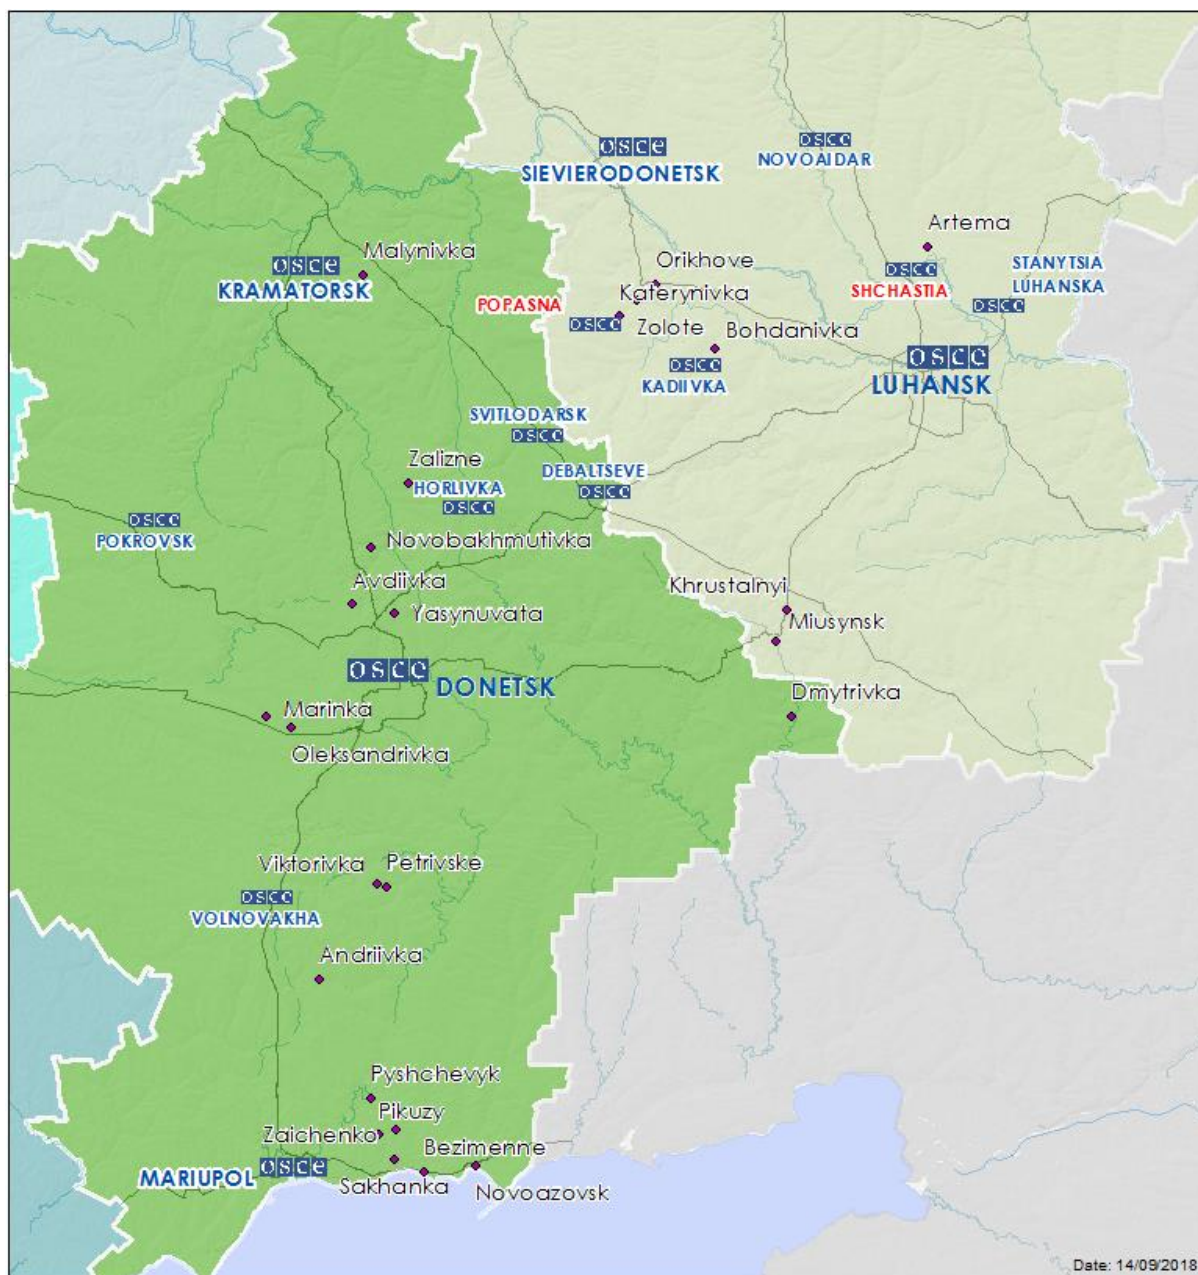 osce
SIEVIERODONETSK
osce
NOVOAIDAR
Artema
Malynivka
osce
KRAMATORSK
Orikhove
osce
SHCHASTIA
STANYTSIA
LUHANSKA
osce
POPASNA
Katerynivka
osce
Zolote
Bohdanivka
osce
KADIIVKA
osce
LUHANSK
SVITLODARSK
osce
Zalizne
HORLIVKA
osce
DEBALTSEVE
osce
osce
POKROVSK
Novobakhmutivka
Avdiivka
Yasynuvata
Khrustalnyi
Miusynsk
osce
DONETSK
Marinka
Oleksandrivka
Dmytrivka
Viktorivka
Petrivske
osce
VOLNOVAKHA
Andriivka
Pyshchevyk
Pikuzy
Zaichenko
Bezimenne
MARIUPOL
osce
Sakhanka
Novoazovsk
Date: 14/09/2018